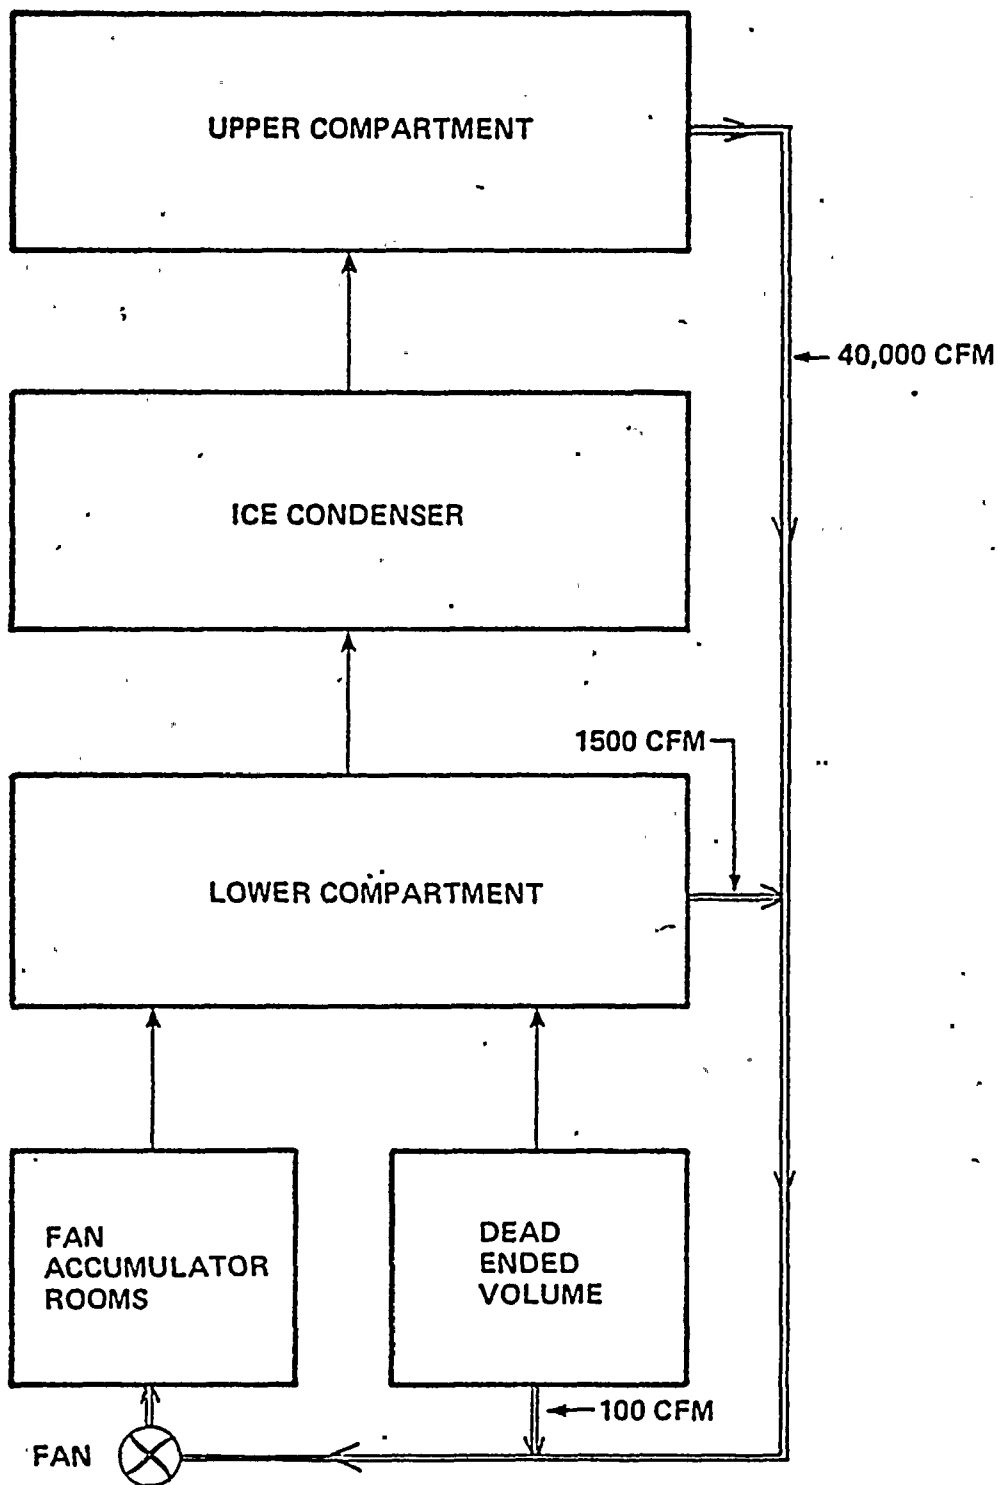 UPPER COMPARTMENT
40,000 CFM
ICE CONDENSER
1500 CFM
LOWER COMPARTMENT
FAN
ACCUMULATOR
ROOMS
DEAD
ENDED
VOLUME
100 CFM
FAN